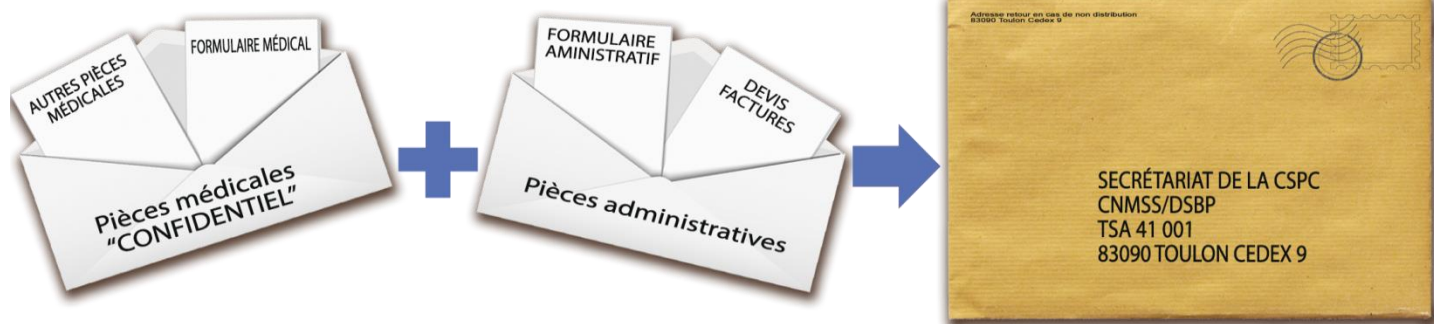 AUTRES PIÈCES
MÉDICALES
FORMULAIRE MÉDICAL
Pièces médicales
"CONFIDENTIEL"
FORMULAIRE
AMINISTRATIF
DEVIS
FACTURES
Pièces administratives
Adresse retour en cas de non distribution
83090 Toulon Cedex 9
SECRÉTARIAT DE LA CSPC
CNMSS/DSBP
TSA 41 001
83090 TOULON CEDEX 9